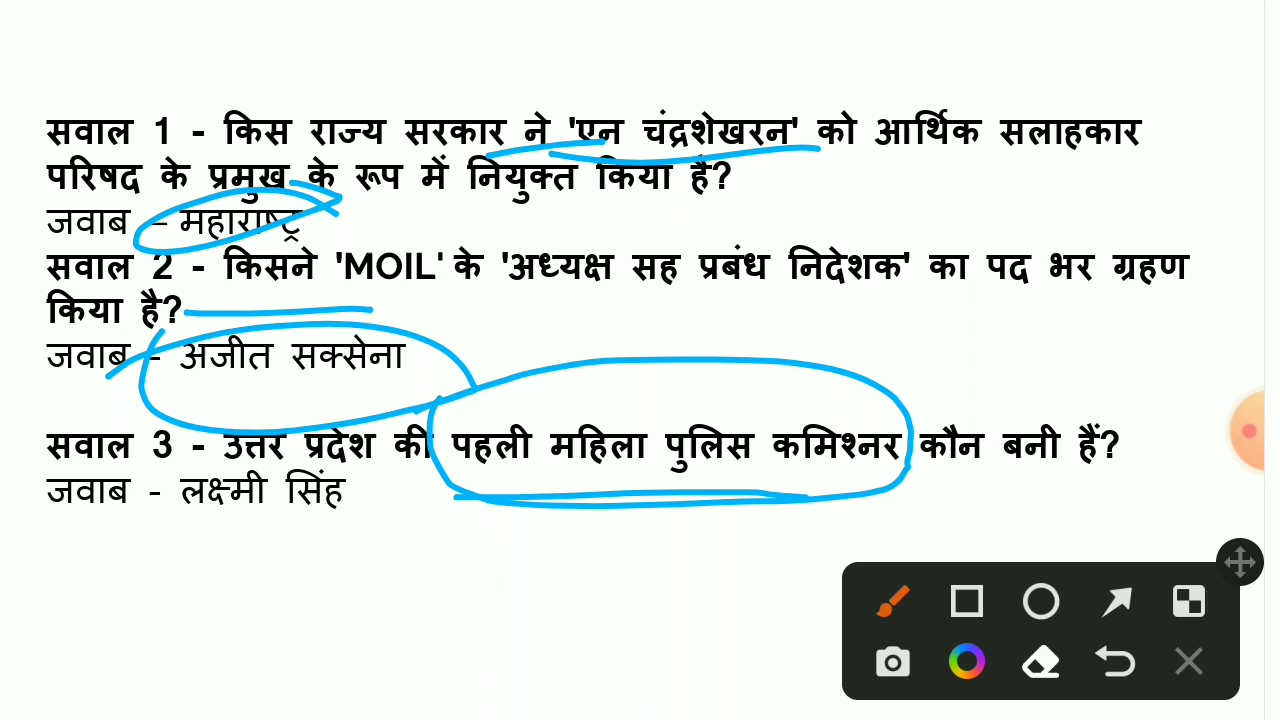 सवाल 1 - किस राज्य सरकार ने 'एन चंद्रशेखरन' को आर्थिक सलाहकार
परिषद के प्रमुख के रूप में नियुक्त किया है?
जवाब – महाराष्ट्र
सवाल 2 - किसने 'MOIL' के 'अध्यक्ष सह प्रबंध निदेशक' का पद भर ग्रहण
किया है?
जवाब - अजीत सक्सेना
सवाल 3 - उत्तर प्रदेश की पहली महिला पुलिस कमिश्नर कौन बनी हैं?
जवाब - लक्ष्मी सिंह